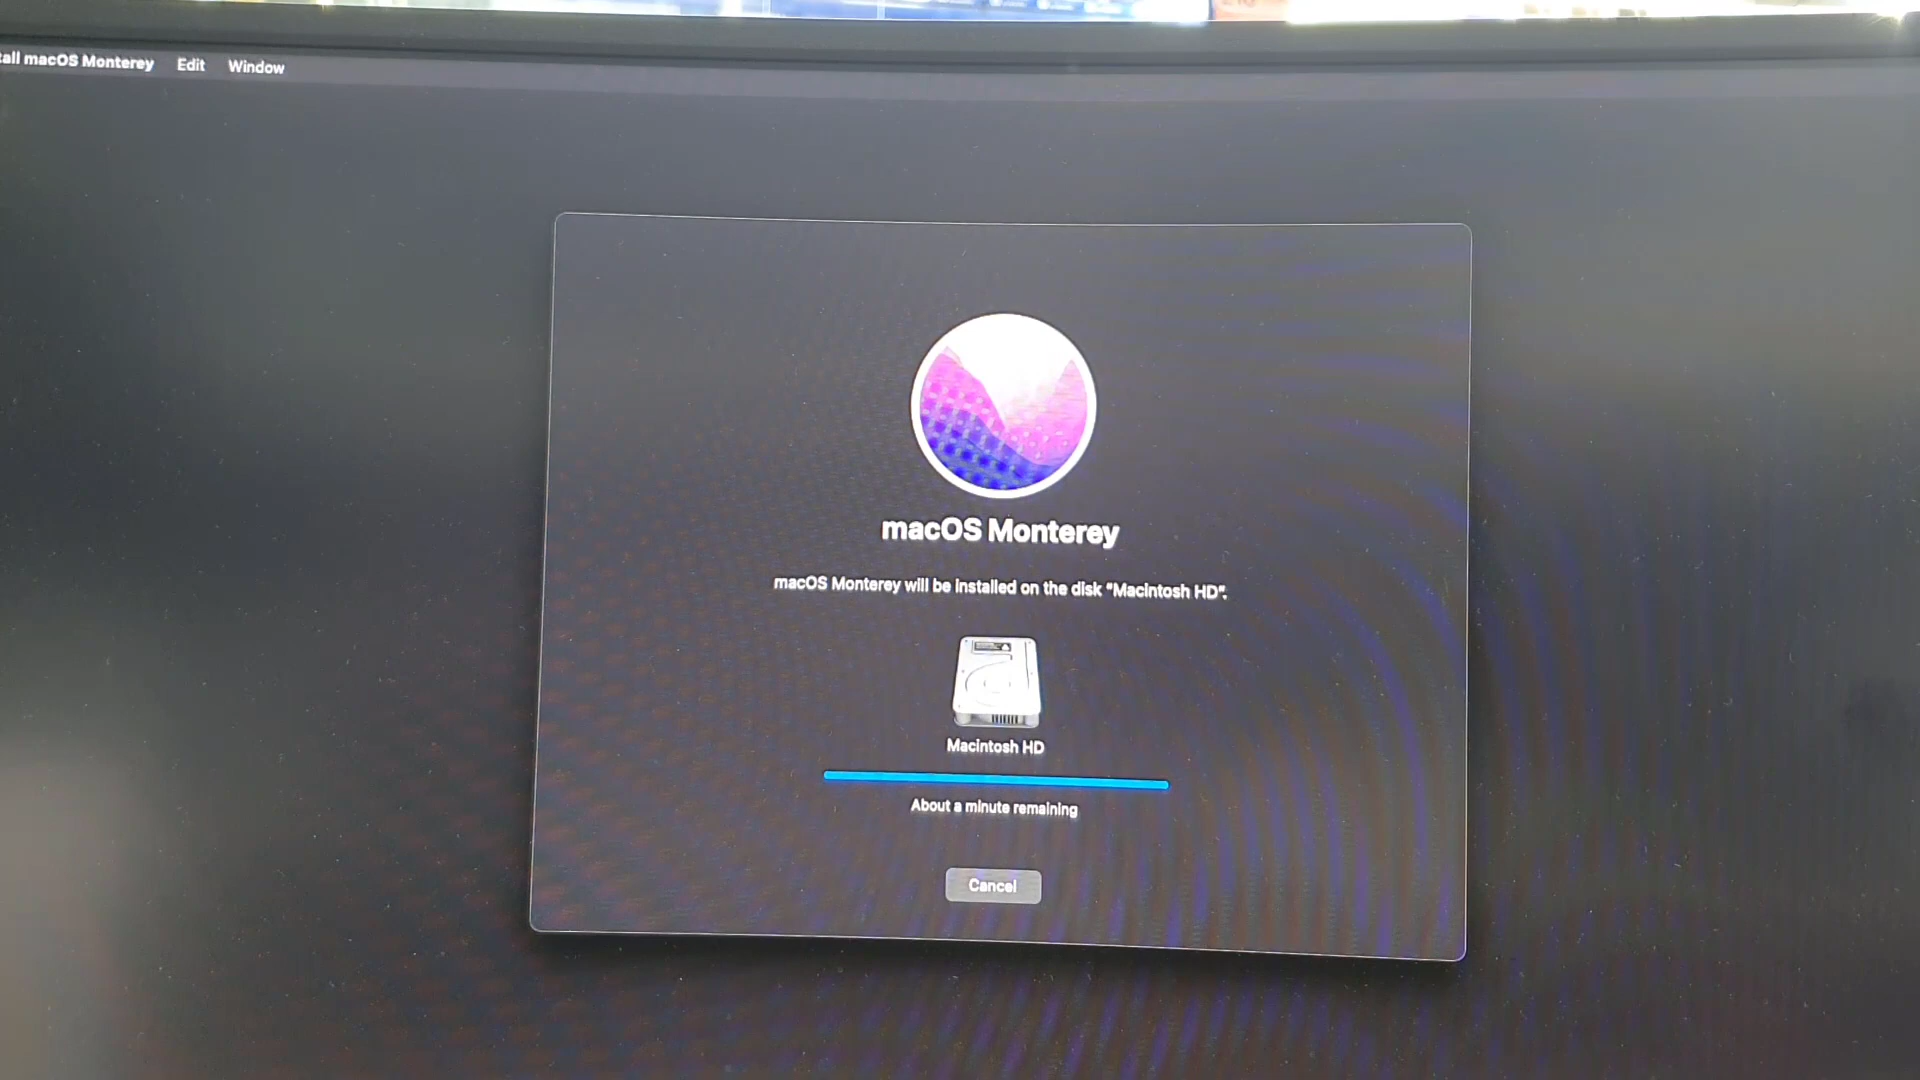 all macOS Monterey Edit Window
macOS Monterey
macOS Monterey will be installed on the disk “Macintosh HD”.
Macintosh HD
About a minute remaining
Cancel